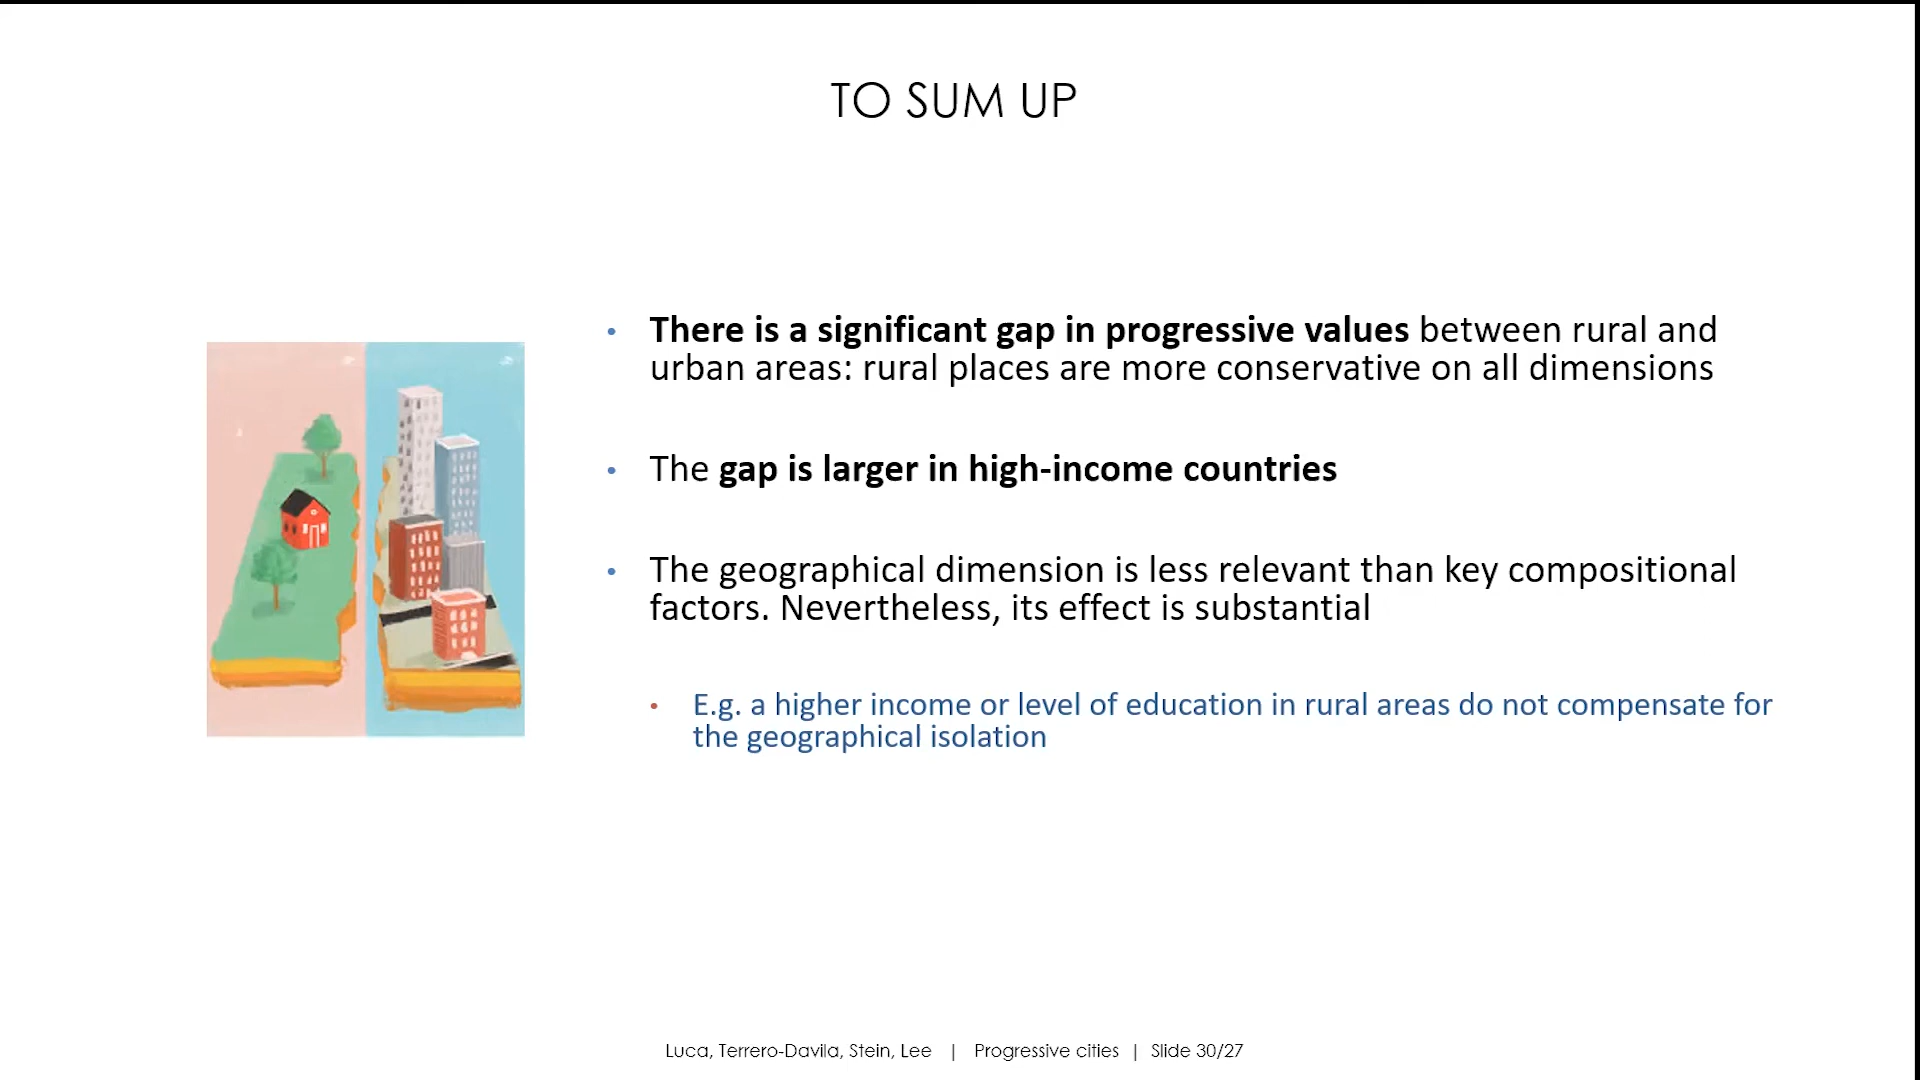 TO SUM UP
• There is a significant gap in progressive values between rural and
urban areas: rural places are more conservative on all dimensions
• The gap is larger in high-income countries
• The geographical dimension is less relevant than key compositional
factors. Nevertheless, its effect is substantial
• E.g. a higher income or level of education in rural areas do not compensate for
the geographical isolation
Luca, Terrero-Davila, Stein, Lee | Progressive cities | Slide 30/27